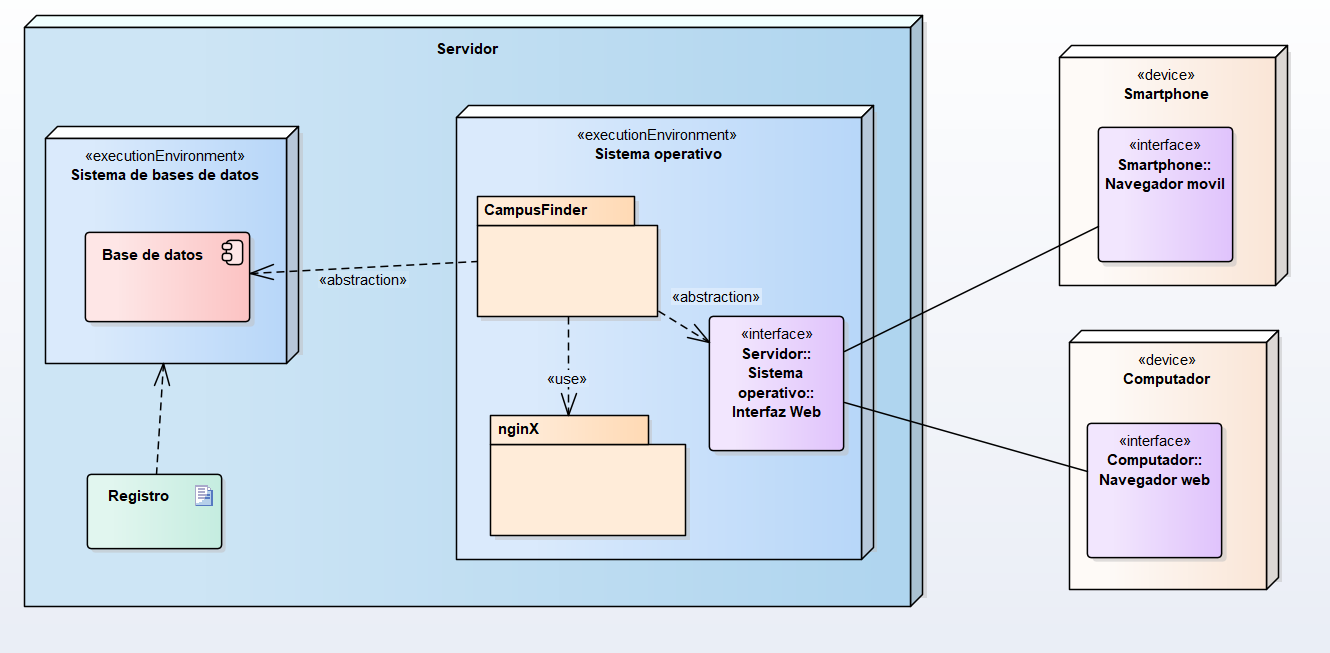 Servidor
«executionEnvironment»
Sistema de bases de datos
Base de datos
«abstraction»
Registro
«executionEnvironment»
Sistema operativo
CampusFinder
«abstraction»
«use»
nginX
«interface»
Servidor::
Sistema
operativo::
Interfaz Web
«device»
Smartphone
«interface»
Smartphone::
Navegador movil
«device»
Computador
«interface»
Computador::
Navegador web